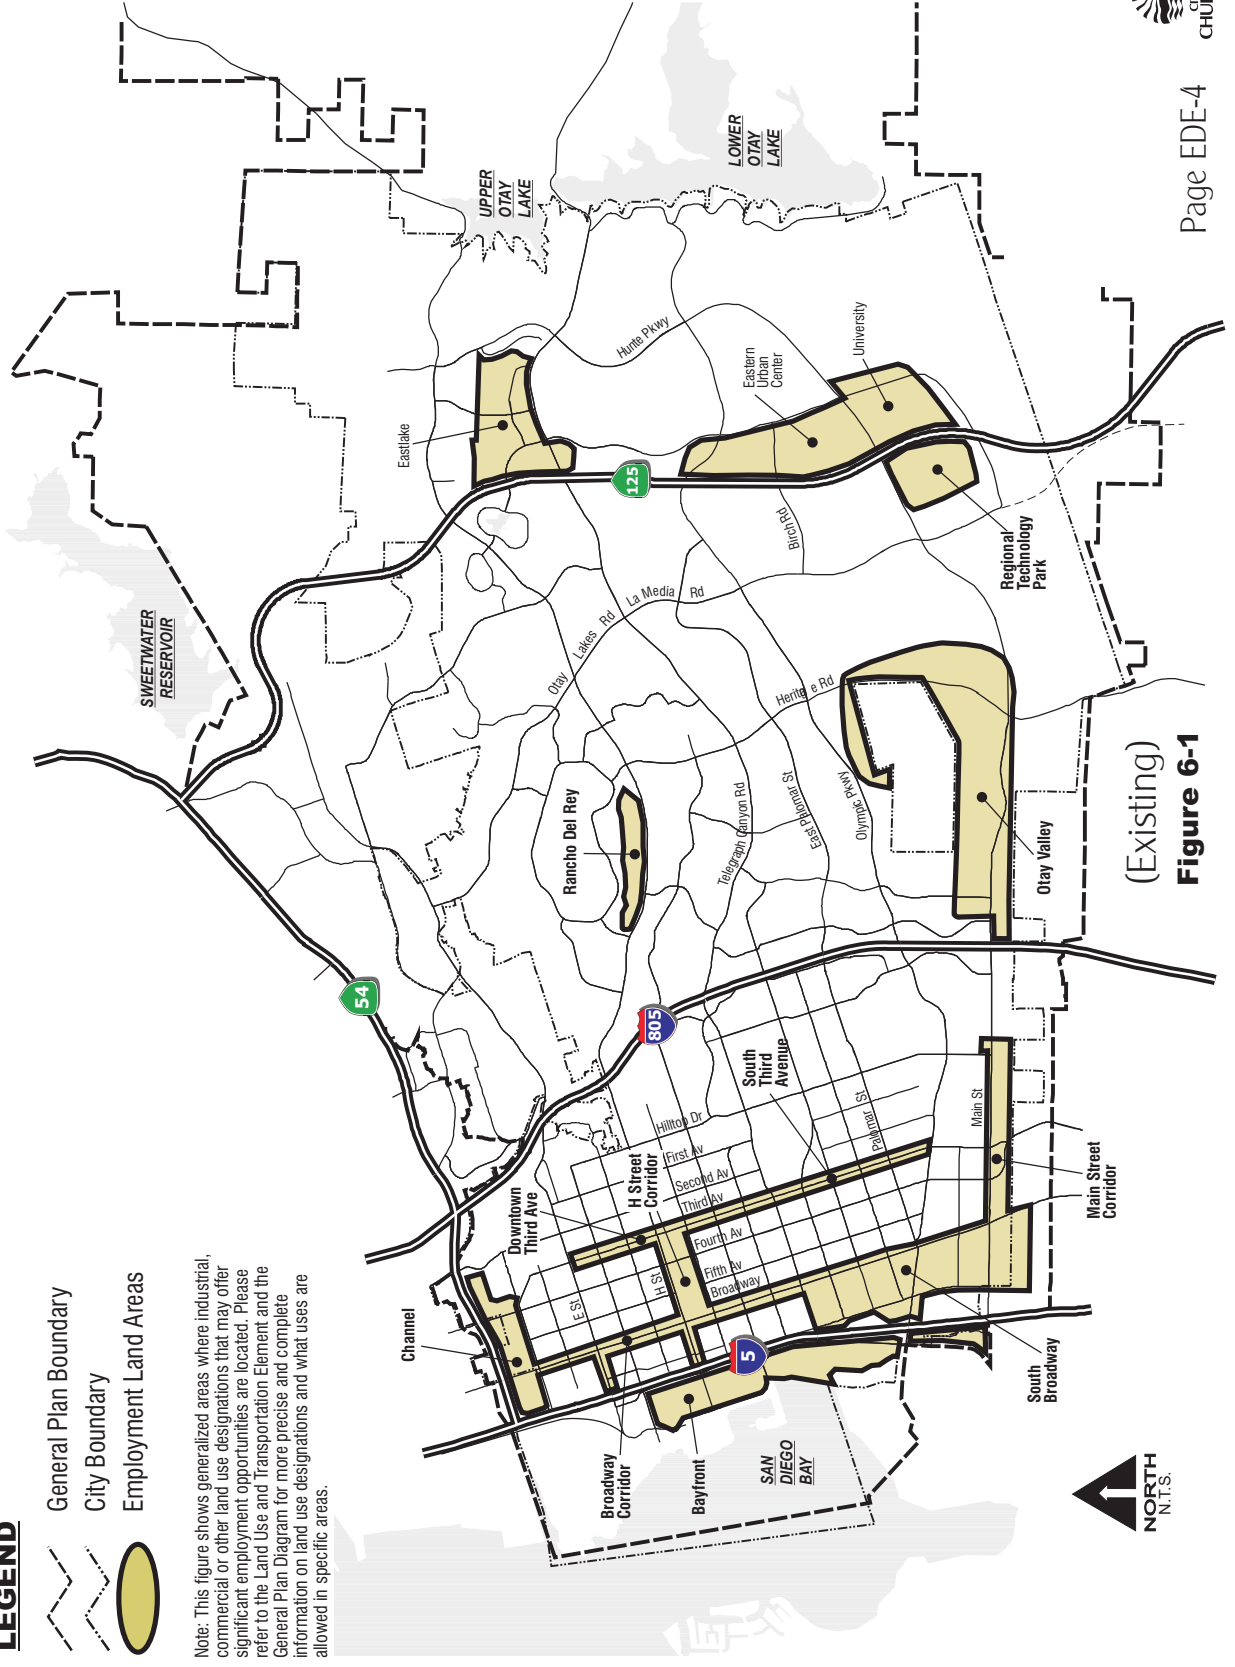 LEGEND
General Plan Boundary
City Boundary
Employment Land Areas
Note: This figure shows generalized areas where industrial,
commercial or other land use designations that may offer
significant employment opportunities are located. Please
refer to the Land Use and Transportation Element and the
General Plan Diagram for more precise and complete
information on land use designations and what uses are
allowed in specific areas.
SWEETWATER
RESERVOIR
UPPER
OTAY
LAKE
LOWER
OTAY
LAKE
SAN
DIEGO
BAY
54
125
805
5
Channel
Downtown
Third Ave
H Street
Corridor
South
Third
Avenue
Broadway
Corridor
Bayfront
South
Broadway
Main Street
Corridor
Rancho Del Rey
Otay Valley
Regional
Technology
Park
Eastlake
Eastern
Urban
Center
University
Hunte Pkwy
Birch Rd
La Media Rd
Otay Lakes Rd
Heritg e Rd
Telegraph Canyon Rd
East Palomar St
Olympic Pkwy
Hilltop Dr
First Av
Second Av
Third Av
Fourth Av
Fifth Av
Broadway
E St
H St
Palomar St
Main St
NORTH
N.T.S.
(Existing)
Figure 6-1
Page EDE-4